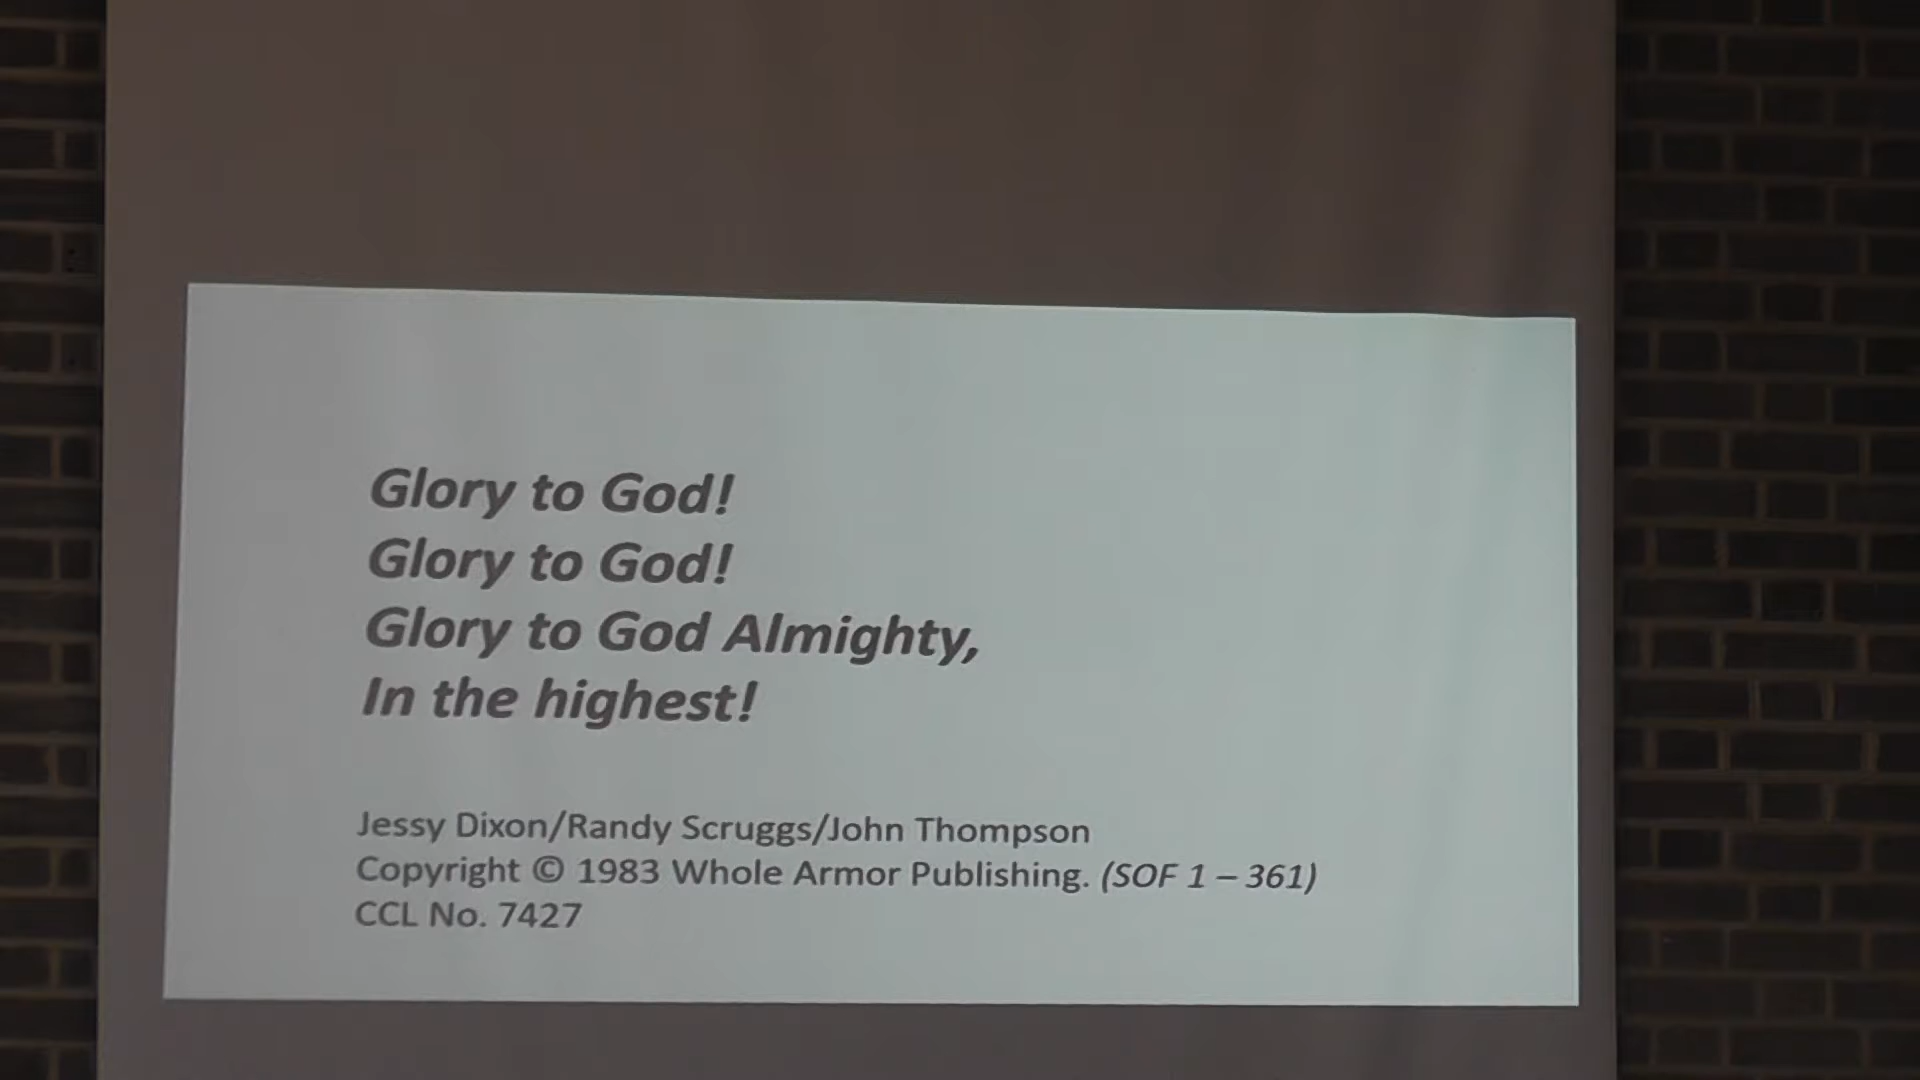 Glory to God!
Glory to God!
Glory to God Almighty,
In the highest!
Jessy Dixon/Randy Scruggs/John Thompson
Copyright © 1983 Whole Armor Publishing. (SOF 1 – 361)
CCL No. 7427